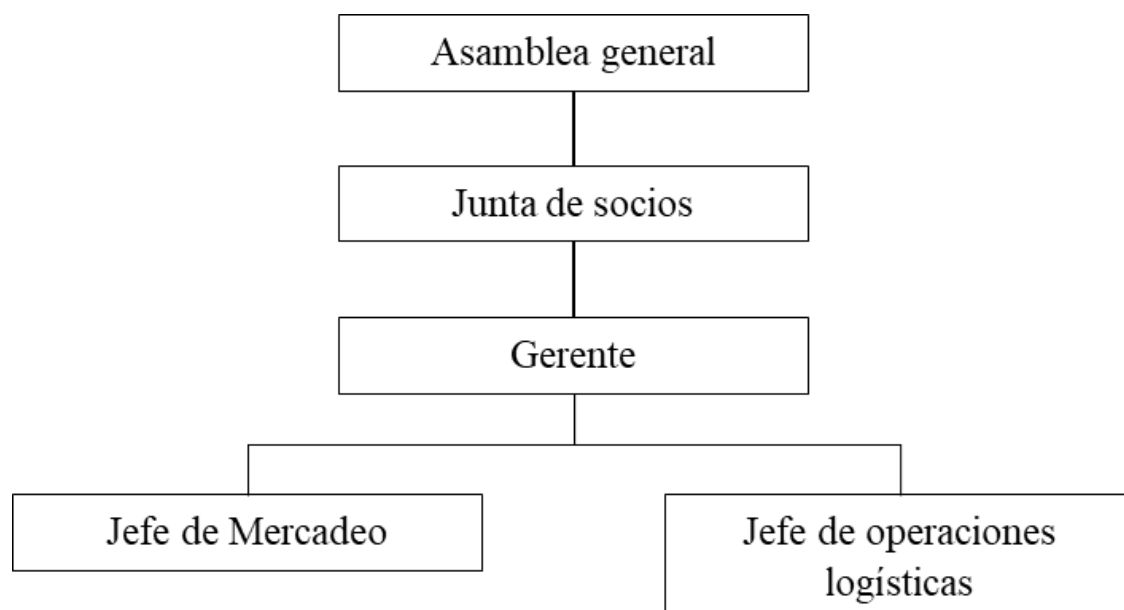 Asamblea general
Junta de socios
Gerente
Jefe de Mercadeo
Jefe de operaciones
logísticas